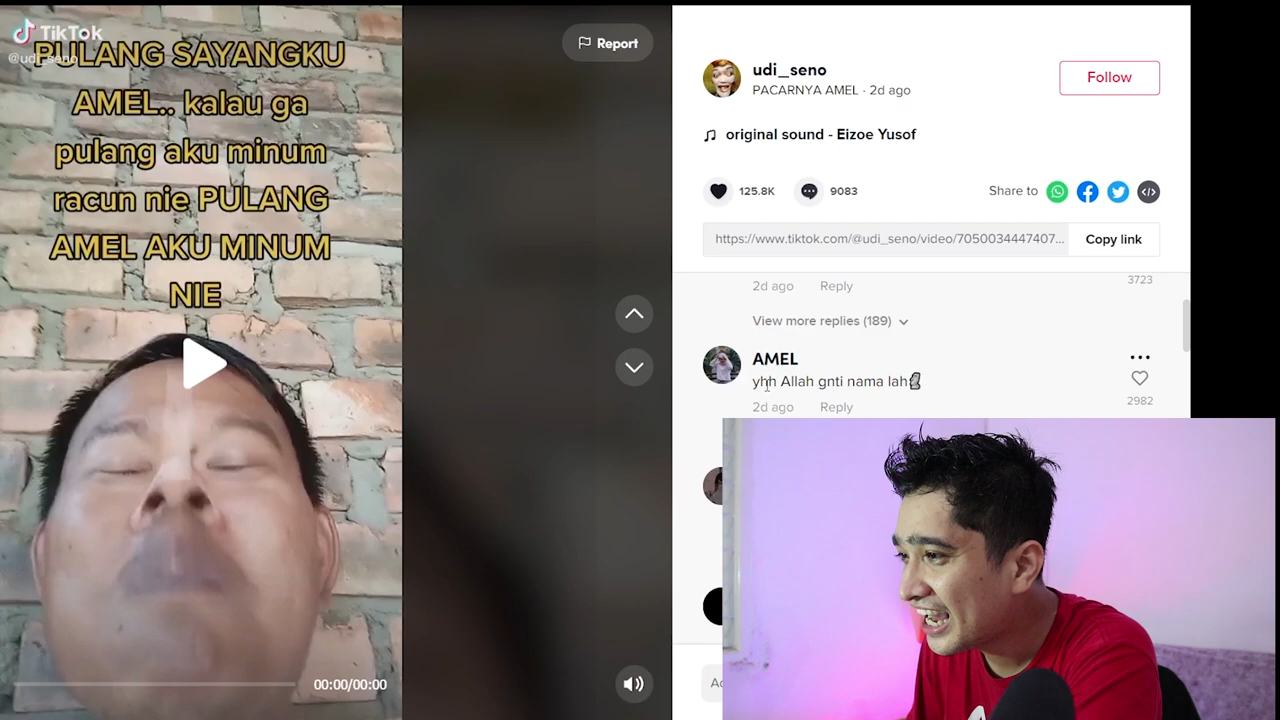 TikTok
@udi_seno
PULANG SAYANGKU
AMEL.. kalau ga
pulang aku minum
racun nie PULANG
AMEL AKU MINUM
NIE
00:00/00:00
Report
udi_seno
PACARNYA AMEL · 2d ago
Follow
original sound - Eizoe Yusof
125.8K
9083
Share to
https://www.tiktok.com/@udi_seno/video/7050034447407...
Copy link
2d ago
Reply
3723
View more replies (189)
AMEL
yhh Allah gnti nama lah
2d ago
Reply
2982